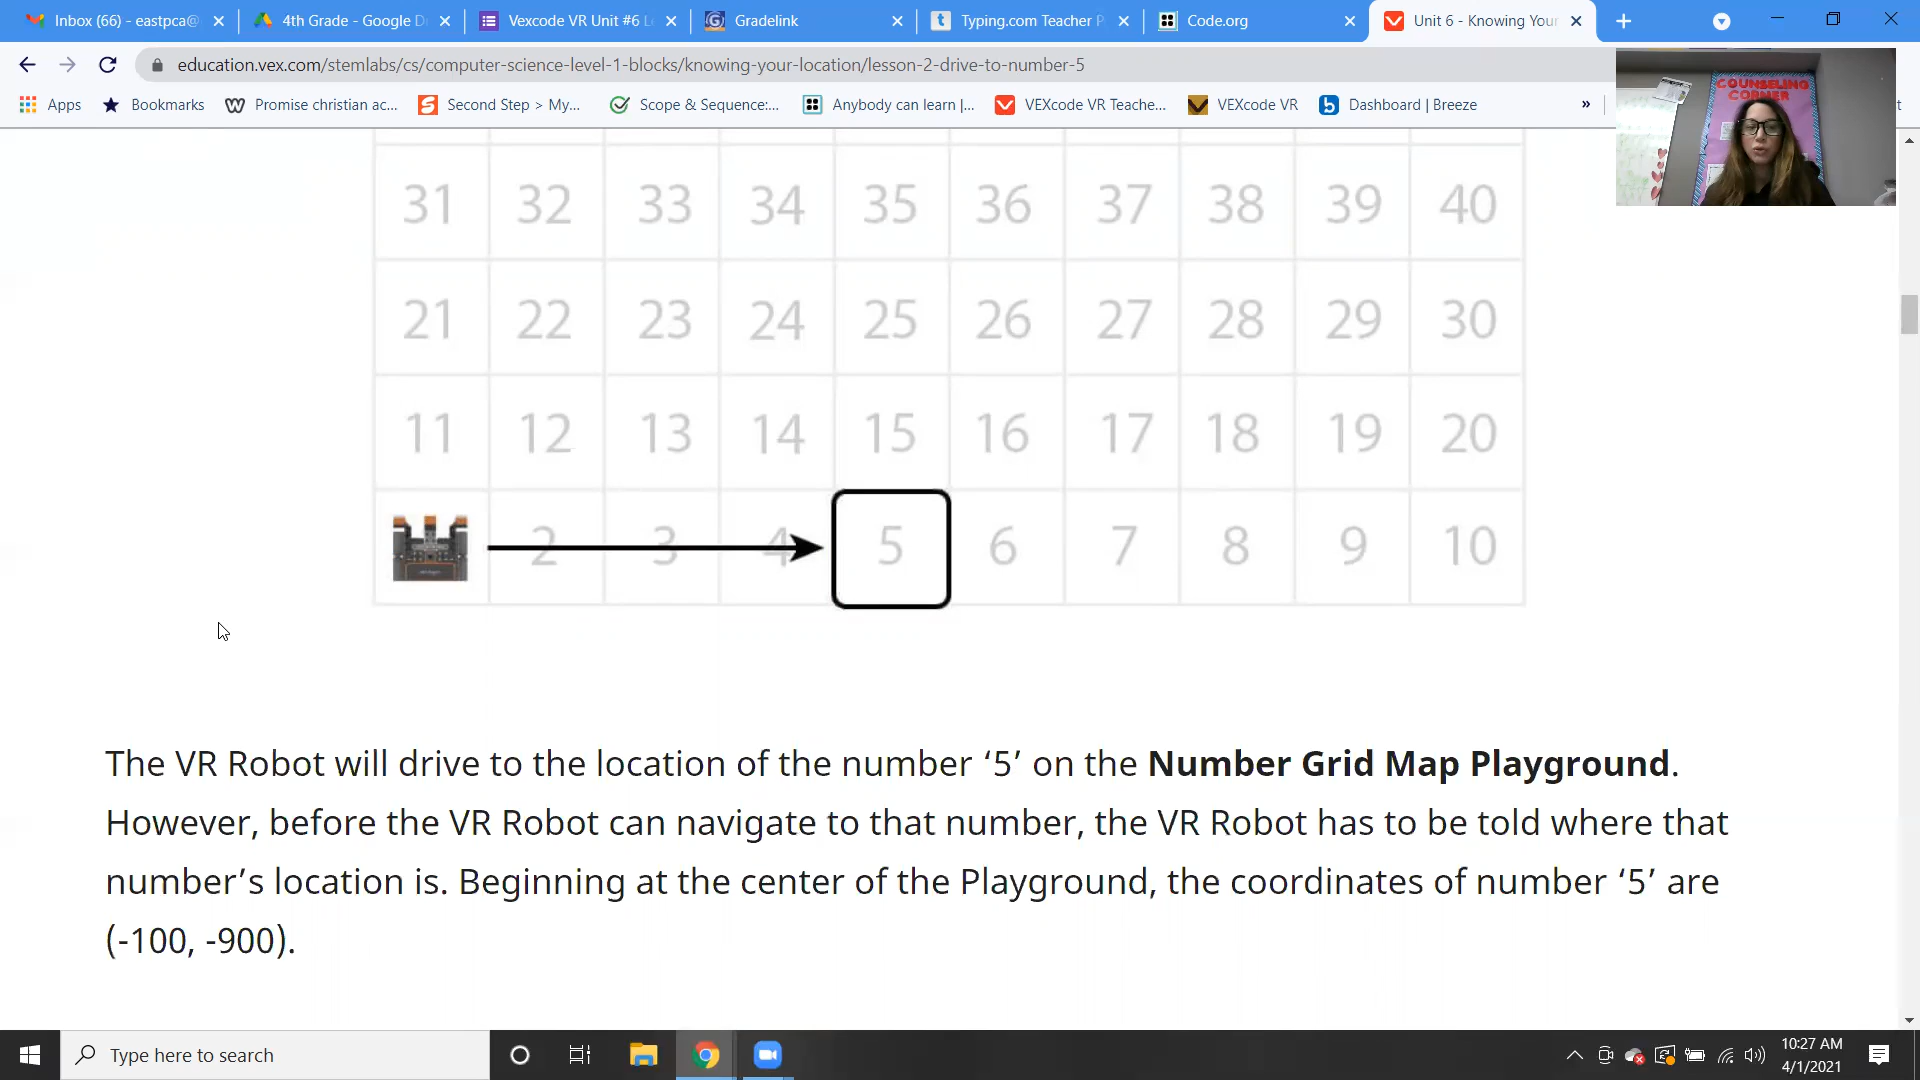 Inbox (66) - eastpca@
4th Grade - Google D
Vexcode VR Unit #6 L
Gradelink
Typing.com Teacher P
Code.org
Unit 6 - Knowing Your
education.vex.com/stemlabs/cs/computer-science-level-1-blocks/knowing-your-location/lesson-2-drive-to-number-5
Apps
Bookmarks
Promise christian ac...
Second Step > My...
Scope & Sequence:...
Anybody can learn |...
VEXcode VR Teache...
VEXcode VR
Dashboard | Breeze
»
COUNSELING
CORNER
31 32 33 34 35 36 37 38 39 40
21 22 23 24 25 26 27 28 29 30
11 12 13 14 15 16 17 18 19 20
2 3 4 5 6 7 8 9 10
The VR Robot will drive to the location of the number ‘5’ on the Number Grid Map Playground.
However, before the VR Robot can navigate to that number, the VR Robot has to be told where that
number’s location is. Beginning at the center of the Playground, the coordinates of number ‘5’ are
(-100, -900).
Type here to search
10:27 AM
4/1/2021